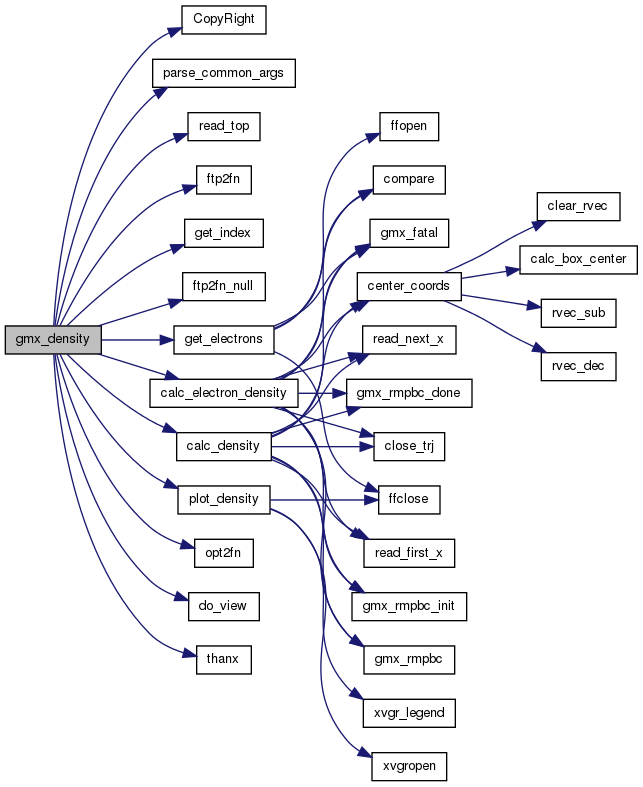 gmx_density
CopyRight
parse_common_args
read_top
ftp2fn
get_index
ftp2fn_null
get_electrons
calc_electron_density
calc_density
plot_density
opt2fn
do_view
thanx
ffopen
compare
gmx_fatal
center_coords
read_next_x
gmx_rmpbc_done
close_trj
ffclose
read_first_x
gmx_rmpbc_init
gmx_rmpbc
xvgr_legend
xvgropen
clear_rvec
calc_box_center
rvec_sub
rvec_dec